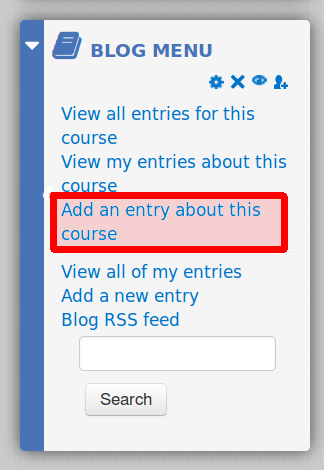 BLOG MENU
View all entries for this
course
View my entries about this
course
Add an entry about this
course
View all of my entries
Add a new entry
Blog RSS feed
Search